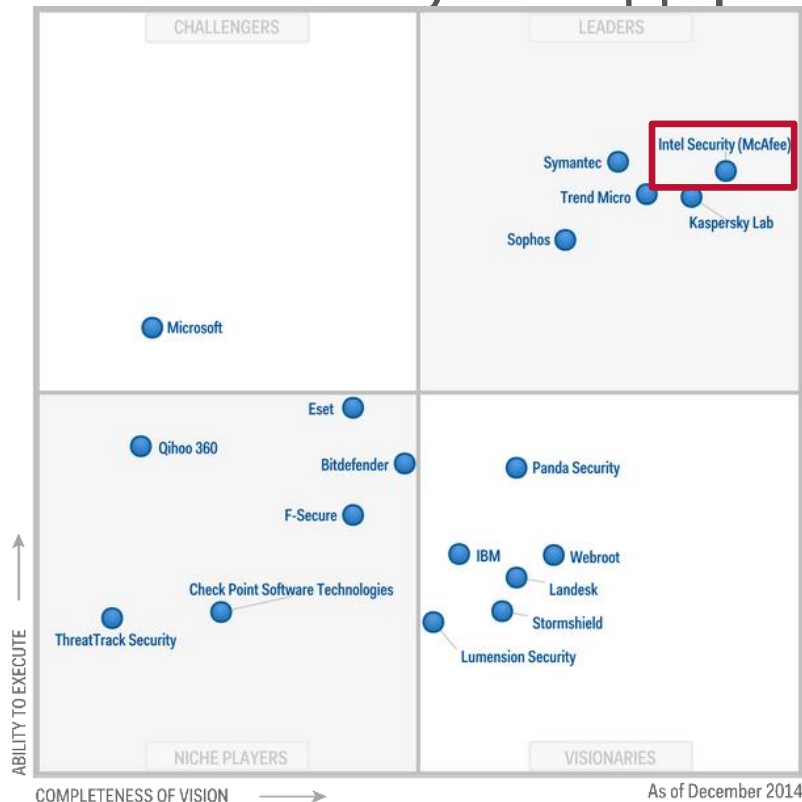 CHALLENGERS
LEADERS
Intel Security (McAfee)
Symantec
Trend Micro
Kaspersky Lab
Sophos
Microsoft
Eset
Qihoo 360
Bitdefender
Panda Security
F-Secure
IBM
Webroot
Landesk
Check Point Software Technologies
Stormshield
ThreatTrack Security
Lumension Security
ABILITY TO EXECUTE
NICHE PLAYERS
VISIONARIES
COMPLETENESS OF VISION
As of December 2014